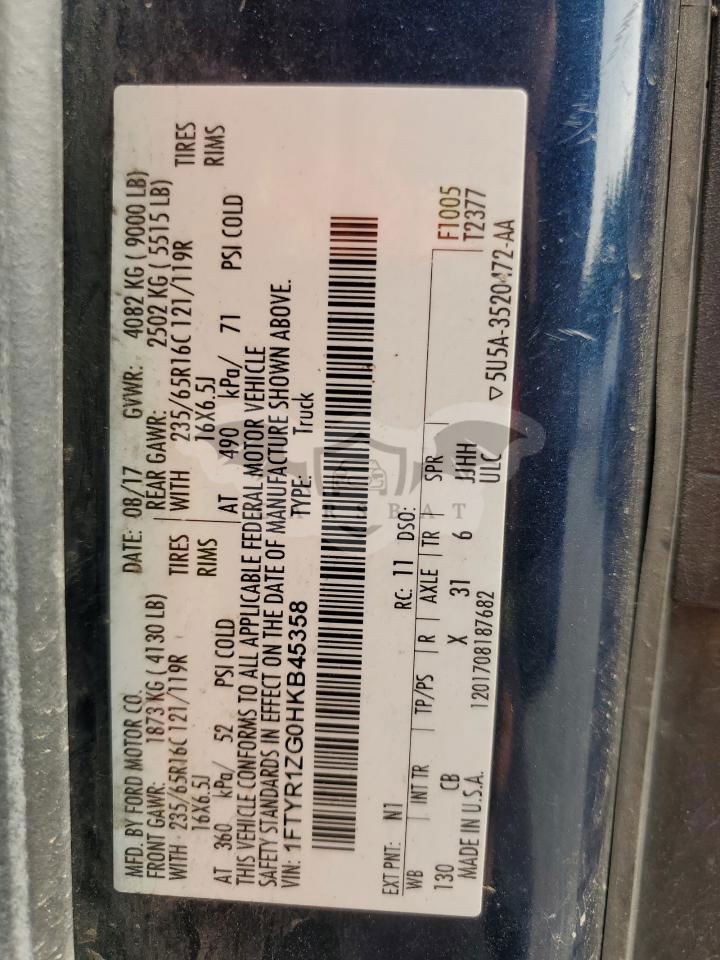 MFD. BY FORD MOTOR CO. DATE: 08/17 GVWR: 4082 KG ( 9000 LB)
FRONT GAWR: 1873 KG ( 4130 LB) REAR GAWR: 2502 KG ( 5515 LB)
WITH 235/65R16C 121/119R TIRES WITH 235/65R16C 121/119R TIRES
16X6.5J RIMS 16X6.5J RIMS
AT 360 kPa/ 52 PSI COLD AT 490 kPa/ 71 PSI COLD
THIS VEHICLE CONFORMS TO ALL APPLICABLE FEDERAL MOTOR VEHICLE
SAFETY STANDARDS IN EFFECT ON THE DATE OF MANUFACTURE SHOWN ABOVE.
VIN: 1FTYR1ZG0HKB45358 TYPE: Truck
EXT PNT: N1 RC: 11 DSO: F1005
WB INT TR TP/PS R AXLE TR SPR T2377
130 CB X 31 6 JJHH
MADE IN U.S.A. 1201708187682 ULC ▽5U5A-3520472-AA